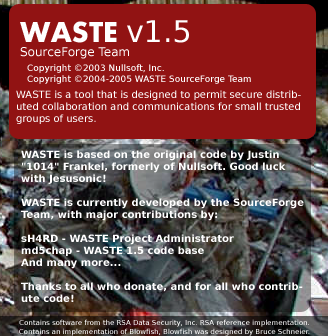 WASTE v1.5
SourceForge Team
Copyright ©2003 Nullsoft, Inc.
Copyright ©2004-2005 WASTE SourceForge Team
WASTE is a tool that is designed to permit secure distrib-
uted collaboration and communications for small trusted
groups of users.
WASTE is based on the original code by Justin
"1014" Frankel, formerly of Nullsoft. Good luck
with Jesusonic!
WASTE is currently developed by the SourceForge
Team, with major contributions by:
sH4RD - WASTE Project Administrator
md5chap - WASTE 1.5 code base
And many more...
Thanks to all who donate, and for all who contrib-
ute code!
Contains software from the RSA Data Security, Inc. RSA reference implementation.
Contains an implementation of Blowfish, Blowfish was designed by Bruce Schneier.